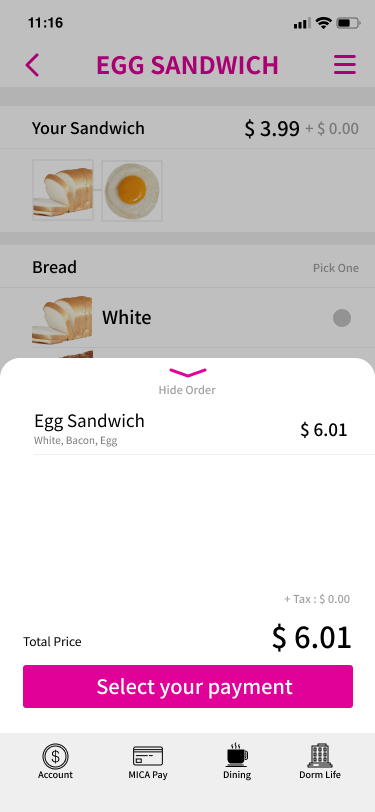 11:16
EGG SANDWICH
Your Sandwich $ 3.99 + $ 0.00
Bread Pick One
White
Hide Order
Egg Sandwich $ 6.01
White, Bacon, Egg
+ Tax : $ 0.00
Total Price $ 6.01
Select your payment
Account MICA Pay Dining Dorm Life